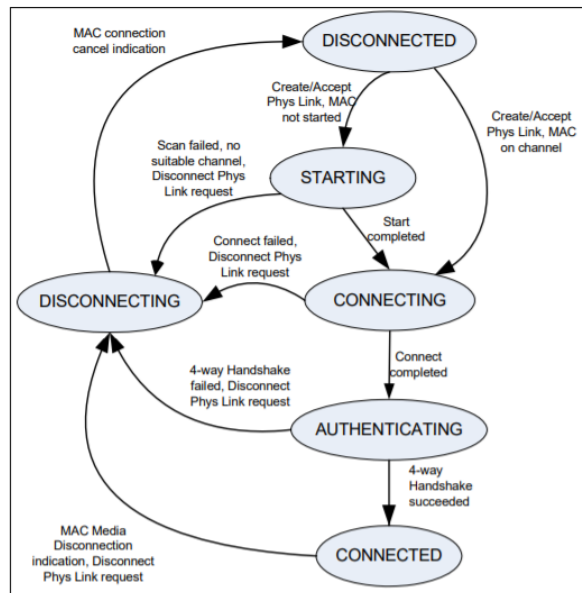 MAC connection
cancel indication
DISCONNECTED
Create/Accept
Phys Link, MAC
not started
Create/Accept
Phys Link, MAC
on channel
Scan failed, no
suitable channel,
Disconnect Phys
Link request
STARTING
Start
completed
Connect failed,
Disconnect Phys
Link request
DISCONNECTING
CONNECTING
Connect
completed
4-way Handshake
failed, Disconnect
Phys Link request
AUTHENTICATING
4-way
Handshake
succeeded
MAC Media
Disconnection
indication, Disconnect
Phys Link request
CONNECTED